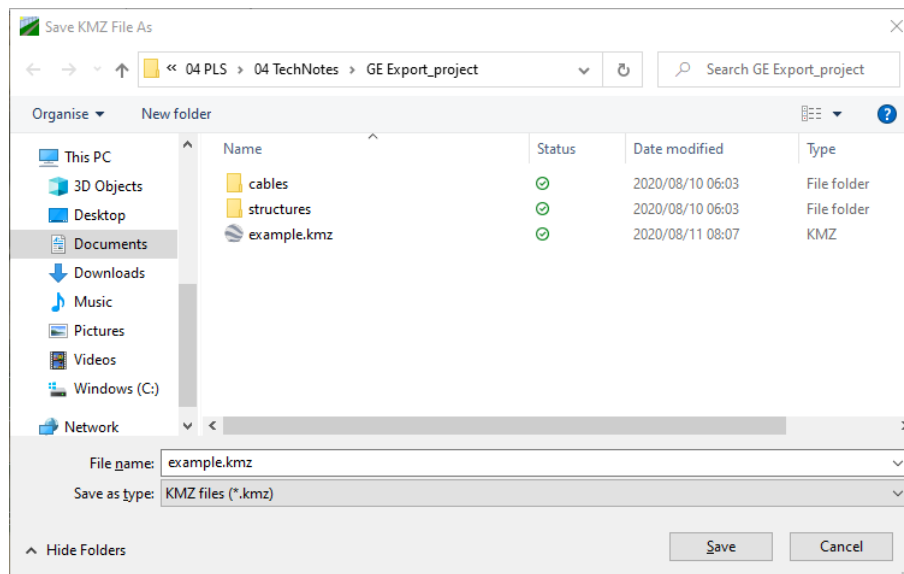 Save KMZ File As
« 04 PLS > 04 TechNotes > GE Export_project
Search GE Export_project
Organise
New folder
Name Status Date modified Type
This PC
3D Objects
Desktop
Documents
Downloads
Music
Pictures
Videos
Windows (C:)
Network
cables 2020/08/10 06:03 File folder
structures 2020/08/10 06:03 File folder
example.kmz 2020/08/11 08:07 KMZ
File name: example.kmz
Save as type: KMZ files (*.kmz)
Hide Folders
Save
Cancel